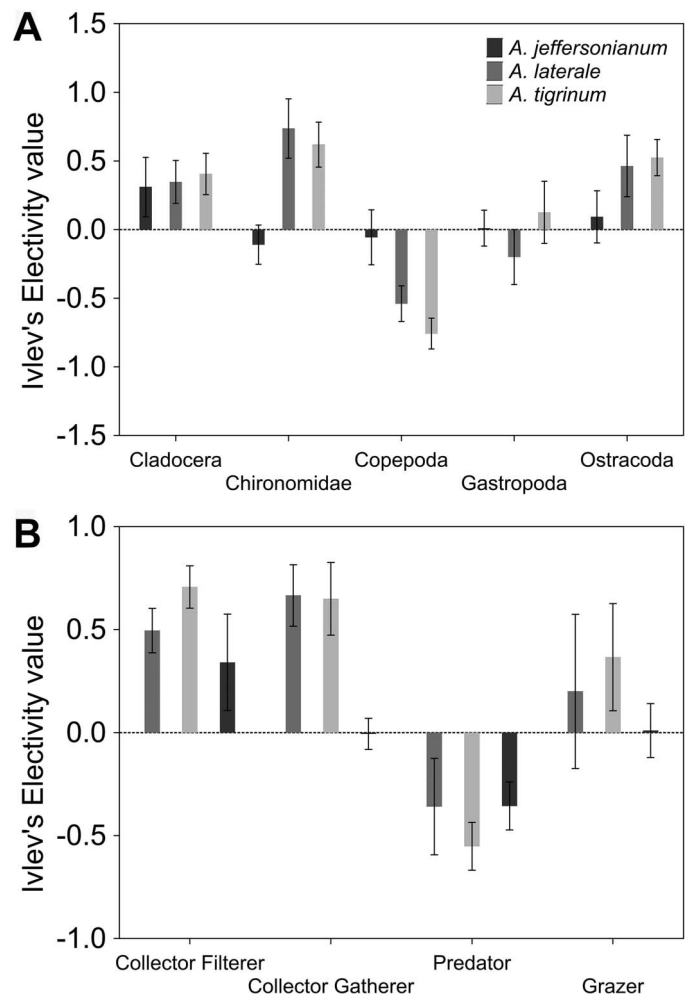 A
1.5
1.0
0.5
0.0
-0.5
-1.0
-1.5
Ivlev's Electivity value
A. jeffersonianum
A. laterale
A. tigrinum
Cladocera
Chironomidae
Copepoda
Gastropoda
Ostracoda
B
1.0
0.5
0.0
-0.5
-1.0
Ivlev's Electivity value
Collector Filterer
Collector Gatherer
Predator
Grazer